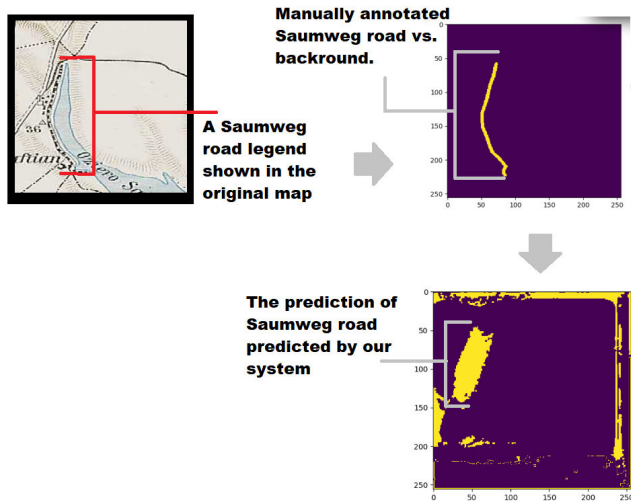 Manually annotated
Saumweg road vs.
backround.
A Saumweg
road legend
shown in the
original map
36
0
50
100
150
200
250
0
50
100
150
200
250
The prediction of
Saumweg road
predicted by our
system
0
50
100
150
200
250
0
50
100
150
200
250